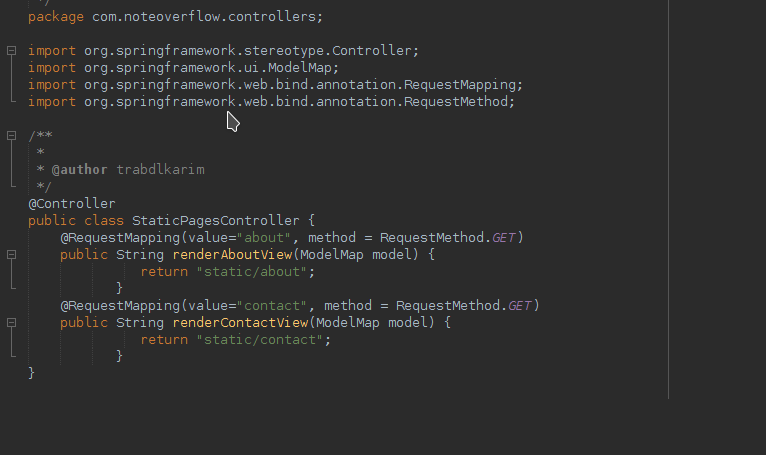 */
package com.noteoverflow.controllers;
import org.springframework.stereotype.Controller;
import org.springframework.ui.ModelMap;
import org.springframework.web.bind.annotation.RequestMapping;
import org.springframework.web.bind.annotation.RequestMethod;
/**
*
* @author trabdlkarim
*/
@Controller
public class StaticPagesController {
@RequestMapping(value="about", method = RequestMethod.GET)
public String renderAboutView(ModelMap model) {
return "static/about";
}
@RequestMapping(value="contact", method = RequestMethod.GET)
public String renderContactView(ModelMap model) {
return "static/contact";
}
}